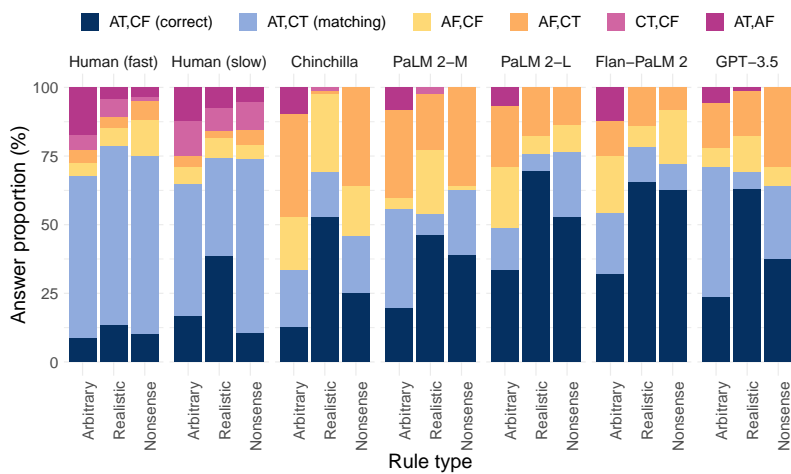 AT,CF (correct) AT,CT (matching) AF,CF AF,CT CT,CF AT,AF
Human (fast) Human (slow) Chinchilla PaLM 2−M PaLM 2−L Flan−PaLM 2 GPT−3.5
Answer proportion (%)
100
75
50
25
0
Arbitrary Realistic Nonsense Arbitrary Realistic Nonsense Arbitrary Realistic Nonsense Arbitrary Realistic Nonsense Arbitrary Realistic Nonsense Arbitrary Realistic Nonsense Arbitrary Realistic Nonsense
Rule type